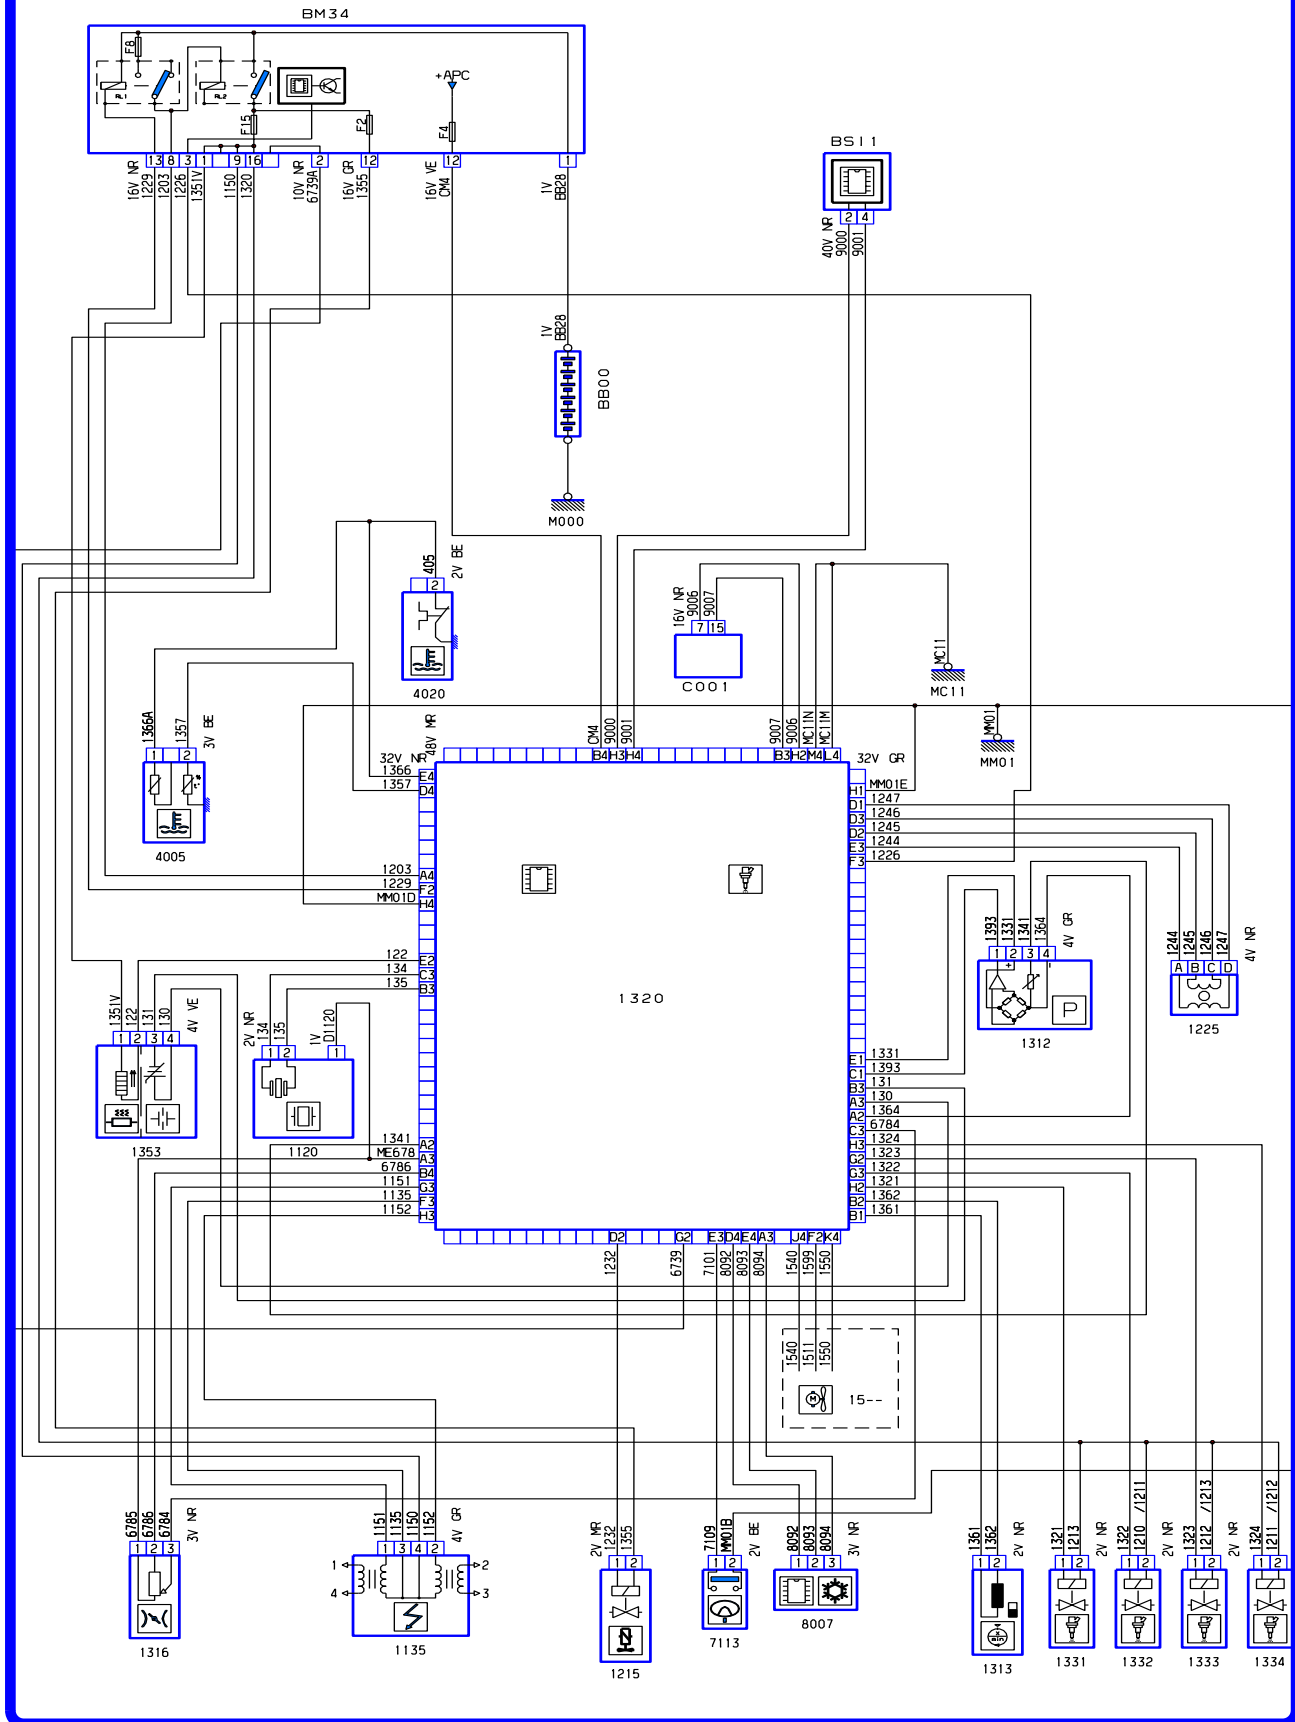 BM34
F8
RL1
RL2
F15
F2
+APC
F4
13 8 3 1 9 16 2 12 12 1
16V NR
1229
1203
1226
1351V
1150
1320
10V NR
6739A
16V GR
1355
16V VE
CM4
1V
BB28
BSI1
2 4
40V NR
9000
9001
1V
BB28
BB00
M000
405
2V BE
2
4020
16V NR
9006
9007
7 15
C001
MC11
MC11
MM01
MM01
1366A
1357
3V BE
1 2
t°
4005
48V MR
CM4
9000
9001
9007
9006
MC11N
MC11M
B4 H3 H4 B3 H2 M4 L4
32V NR
32V GR
1366 E4
1357 D4
1203 A4
1229 F2
MM01D H4
122 E2
134 C3
135 B3
1341 A2
ME678 A3
6786 B4
1151 G3
1135 F3
1152 H3
1320
H1 MM01E
D1 1247
D3 1246
D2 1245
E3 1244
F3 1226
E1 1331
C1 1393
B3 131
A3 130
A2 1364
C3 6784
H3 1324
G2 1323
G3 1322
H2 1321
B2 1362
B1 1361
1393
1331
1341
1364
4V GR
1 2 3 4
+ -
P
1312
1244
1245
1246
1247
4V NR
A B C D
1225
1351V
122
131
130
4V VE
1 2 3 4
1353
2V NR
134
135
1V
D1120
1 2 1
1120
D2 G2 E3 D4 E4 A3 J4 F2 K4
1232
6739
7101
8092
8093
8094
1540
1599
1550
1540
1511
1550
M
15--
6785
6786
6784
3V NR
1 2 3
1316
1151
1135
1150
1152
4V GR
1 3 4 2
1 2
4 3
1135
2V MR
1232
1355
1 2
1215
7109
MM01B
2V BE
1 2
7113
8092
8093
8094
3V NR
1 2 3
8007
1361
1362
2V NR
1 2
x
min
1313
1321
1213
2V NR
1 2
1331
1322
1210 /1211
2V NR
1 2
1332
1323
1212 /1213
2V NR
1 2
1333
1324
1211 /1212
1 2
1334